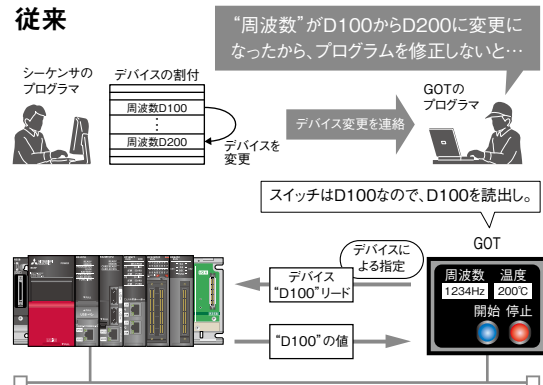 従来
“周波数”がD100からD200に変更に
なったから、プログラムを修正しないと…
シーケンサの
プログラマ
デバイスの割付
周波数D100
⋮
周波数D200
デバイスを
変更
デバイス変更を連絡
GOTの
プログラマ
スイッチはD100なので、D100を読出し。
GOT
デバイスに
よる指定
デバイス
“D100”リード
“D100”の値
周波数 温度
1234Hz 200℃
開始 停止